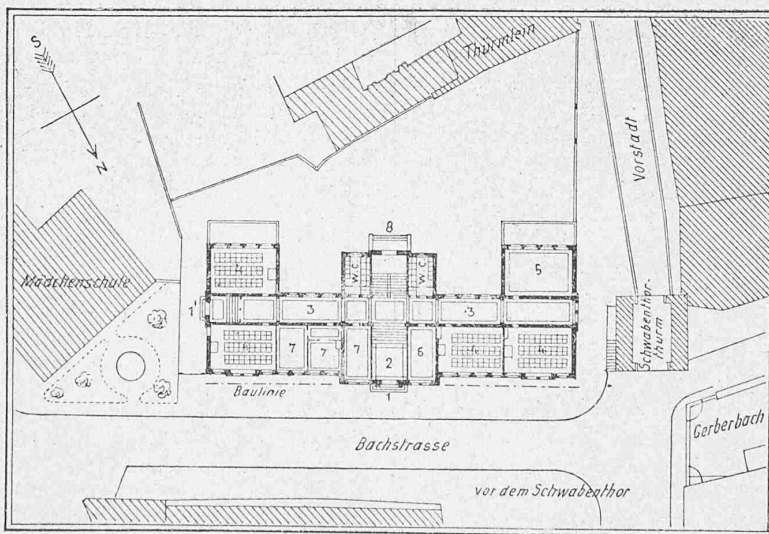 S
N
Thürmlein
Vorstadt
Mädchenschule
8
W.C.
W.C.
4
5
1
3
3
Schwabenthor-
thurm
4
7
7
7
2
6
4
4
1
Baulinie
Bachstrasse
Gerberbach
vor dem Schwabenthor